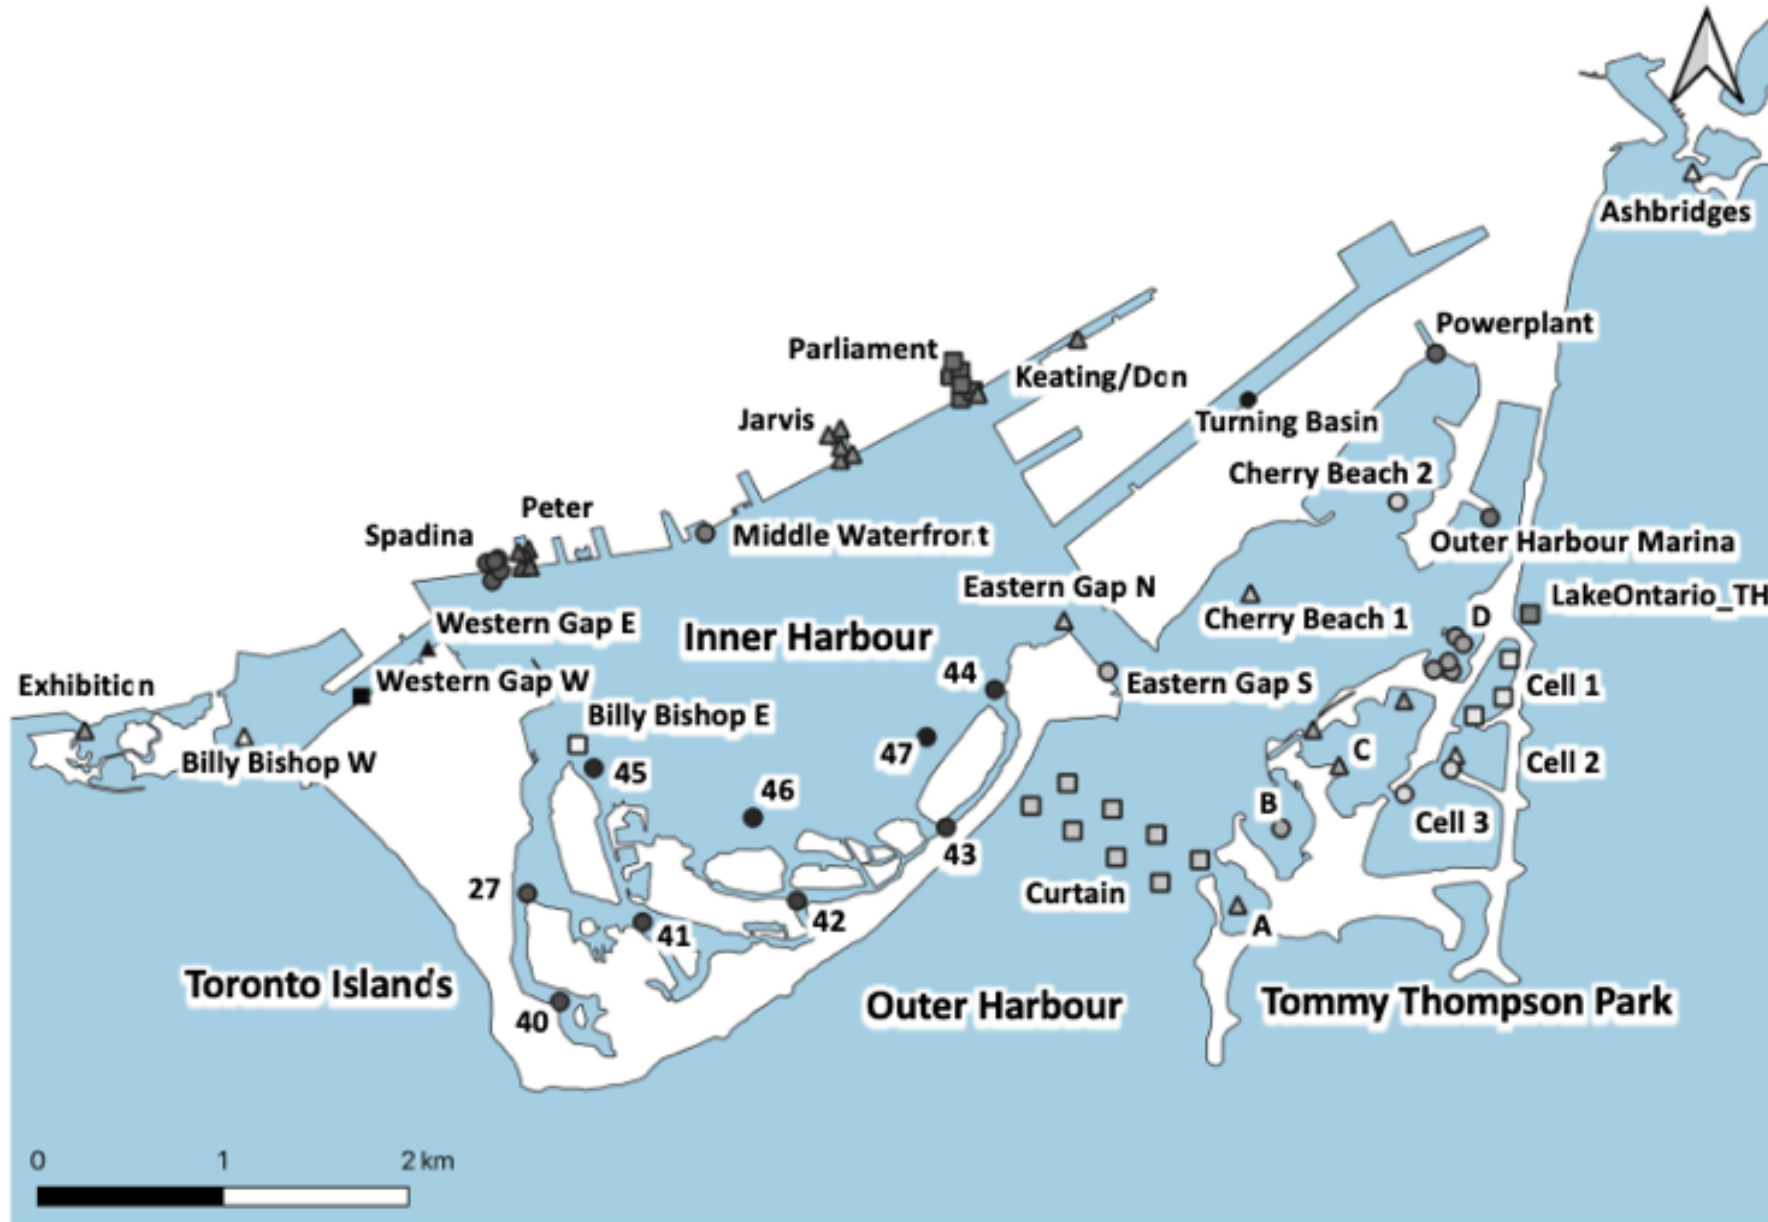 Ashbridges
Powerplant
Parliament
Keating/Don
Jarvis
Turning Basin
Cherry Beach 2
Peter
Spadina
Middle Waterfront
Outer Harbour Marina
Eastern Gap N
LakeOntario_TH
Western Gap E
Inner Harbour
Cherry Beach 1
D
Exhibition
Western Gap W
44
Eastern Gap S
Cell 1
Billy Bishop E
47
C
Billy Bishop W
45
Cell 2
46
B
Cell 3
43
27
Curtain
42
41
A
Toronto Islands
Outer Harbour
Tommy Thompson Park
40
0 1 2 km